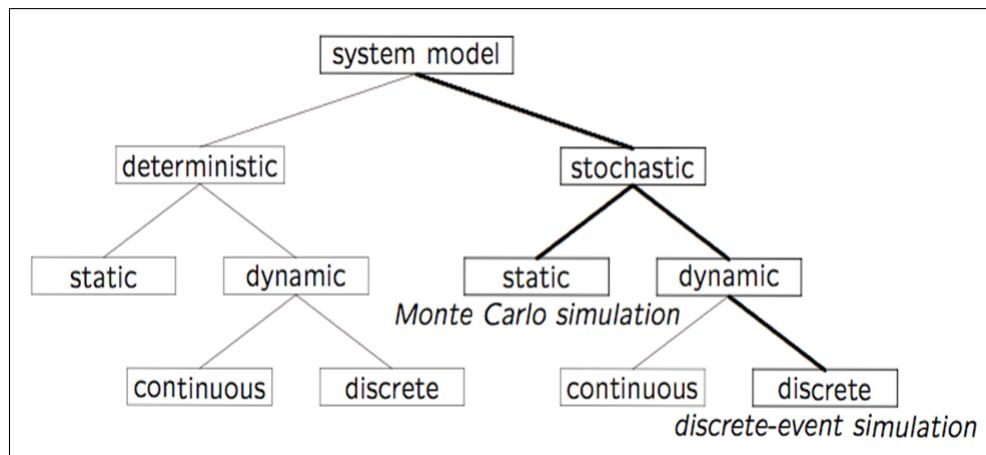 system model
deterministic
stochastic
static
dynamic
static
dynamic
Monte Carlo simulation
continuous
discrete
continuous
discrete
discrete-event simulation